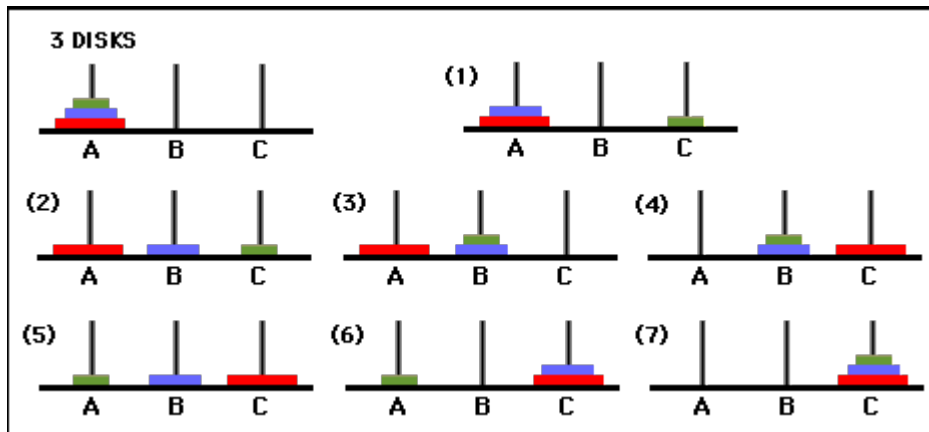 3 DISKS
A B C
(1)
A B C
(2)
A B C
(3)
A B C
(4)
A B C
(5)
A B C
(6)
A B C
(7)
A B C